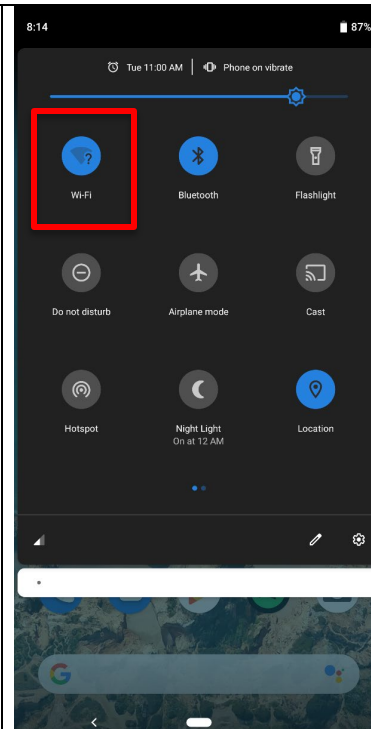 8:14 87%
Tue 11:00 AM | Phone on vibrate
?
Wi-Fi Bluetooth Flashlight
Do not disturb Airplane mode Cast
Hotspot Night Light Location
On at 12 AM
G